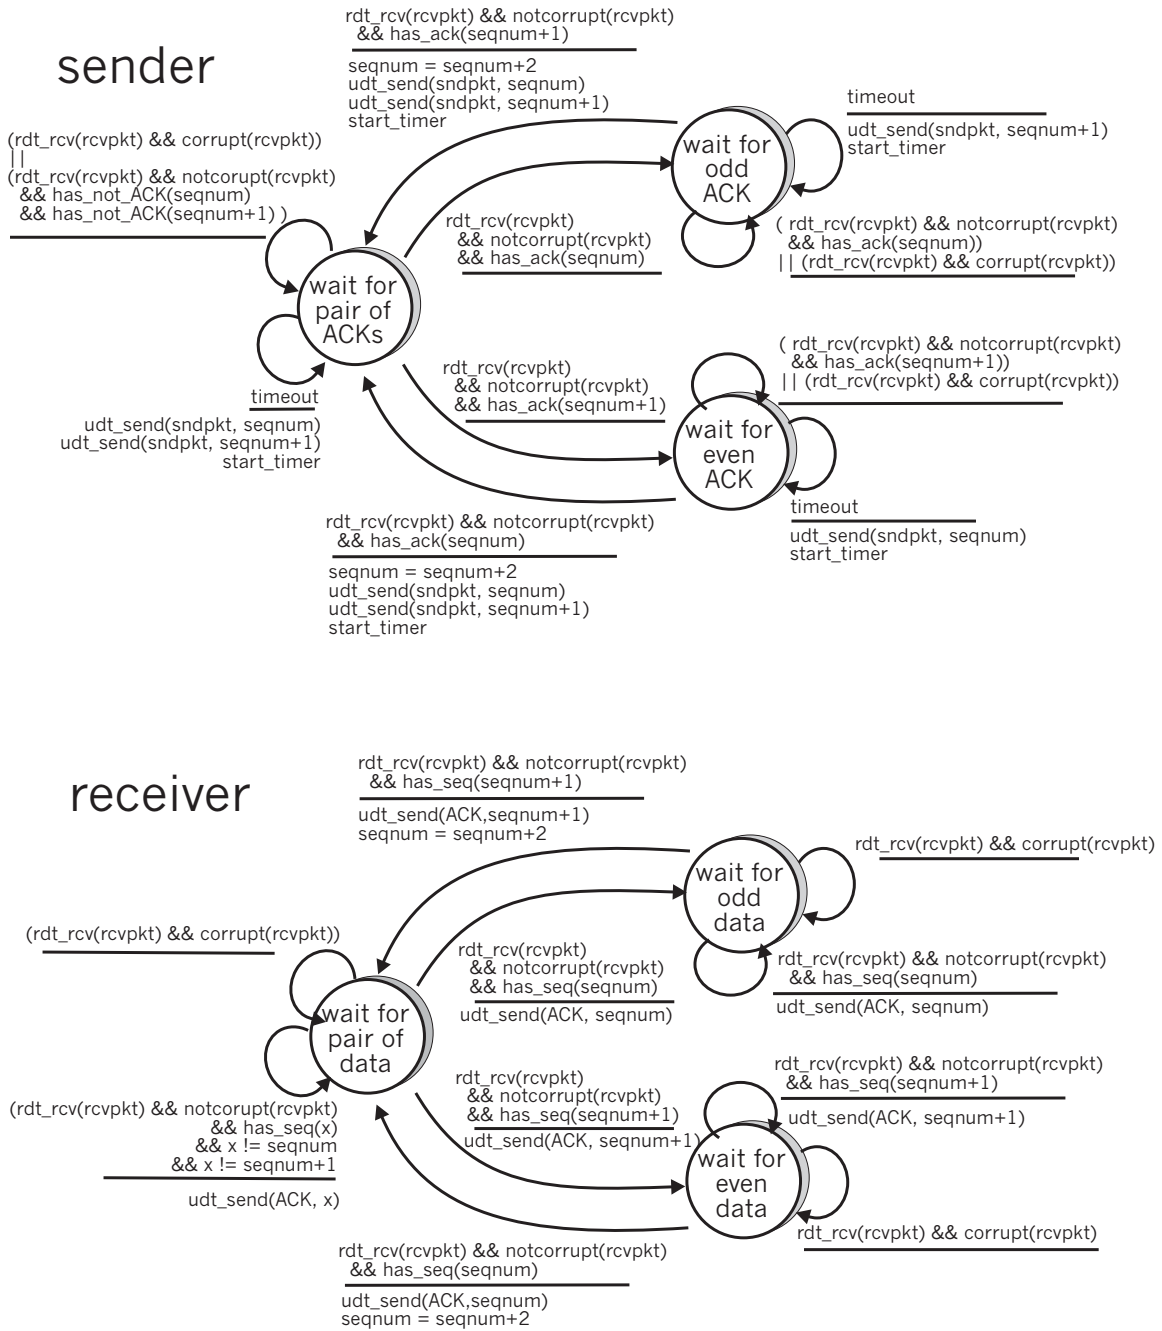 sender
rdt_rcv(rcvpkt) && notcorrupt(rcvpkt)
&& has_ack(seqnum+1)
seqnum = seqnum+2
udt_send(sndpkt, seqnum)
udt_send(sndpkt, seqnum+1)
start_timer
(rdt_rcv(rcvpkt) && corrupt(rcvpkt))
||
(rdt_rcv(rcvpkt) && notcorupt(rcvpkt)
&& has_not_ACK(seqnum)
&& has_not_ACK(seqnum+1) )
wait for
odd
ACK
timeout
udt_send(sndpkt, seqnum+1)
start_timer
rdt_rcv(rcvpkt)
&& notcorrupt(rcvpkt)
&& has_ack(seqnum)
( rdt_rcv(rcvpkt) && notcorrupt(rcvpkt)
&& has_ack(seqnum))
|| (rdt_rcv(rcvpkt) && corrupt(rcvpkt))
wait for
pair of
ACKs
timeout
udt_send(sndpkt, seqnum)
udt_send(sndpkt, seqnum+1)
start_timer
rdt_rcv(rcvpkt)
&& notcorrupt(rcvpkt)
&& has_ack(seqnum+1)
( rdt_rcv(rcvpkt) && notcorrupt(rcvpkt)
&& has_ack(seqnum+1))
|| (rdt_rcv(rcvpkt) && corrupt(rcvpkt))
wait for
even
ACK
timeout
udt_send(sndpkt, seqnum)
start_timer
rdt_rcv(rcvpkt) && notcorrupt(rcvpkt)
&& has_ack(seqnum)
seqnum = seqnum+2
udt_send(sndpkt, seqnum)
udt_send(sndpkt, seqnum+1)
start_timer
receiver
rdt_rcv(rcvpkt) && notcorrupt(rcvpkt)
&& has_seq(seqnum+1)
udt_send(ACK,seqnum+1)
seqnum = seqnum+2
wait for
odd
data
rdt_rcv(rcvpkt) && corrupt(rcvpkt)
(rdt_rcv(rcvpkt) && corrupt(rcvpkt))
rdt_rcv(rcvpkt)
&& notcorrupt(rcvpkt)
&& has_seq(seqnum)
udt_send(ACK, seqnum)
rdt_rcv(rcvpkt) && notcorrupt(rcvpkt)
&& has_seq(seqnum)
udt_send(ACK, seqnum)
wait for
pair of
data
(rdt_rcv(rcvpkt) && notcorupt(rcvpkt)
&& has_seq(x)
&& x != seqnum
&& x != seqnum+1
udt_send(ACK, x)
rdt_rcv(rcvpkt)
&& notcorrupt(rcvpkt)
&& has_seq(seqnum+1)
udt_send(ACK, seqnum+1)
rdt_rcv(rcvpkt) && notcorrupt(rcvpkt)
&& has_seq(seqnum+1)
udt_send(ACK, seqnum+1)
wait for
even
data
rdt_rcv(rcvpkt) && corrupt(rcvpkt)
rdt_rcv(rcvpkt) && notcorrupt(rcvpkt)
&& has_seq(seqnum)
udt_send(ACK,seqnum)
seqnum = seqnum+2